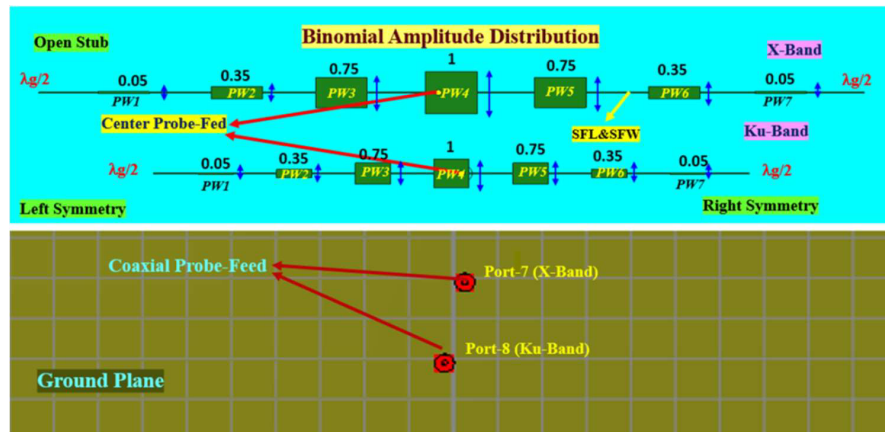 Binomial Amplitude Distribution
Open Stub
X-Band
1
0.75
0.75
0.35
0.35
0.05
0.05
λg/2
λg/2
PW1
PW2
PW3
PW4
PW5
PW6
PW7
Center Probe-Fed
SFL&SFW
Ku-Band
1
0.75
0.75
0.35
0.35
0.05
0.05
λg/2
λg/2
PW1
PW2
PW3
PW4
PW5
PW6
PW7
Left Symmetry
Right Symmetry
Coaxial Probe-Feed
Port-7 (X-Band)
Port-8 (Ku-Band)
Ground Plane